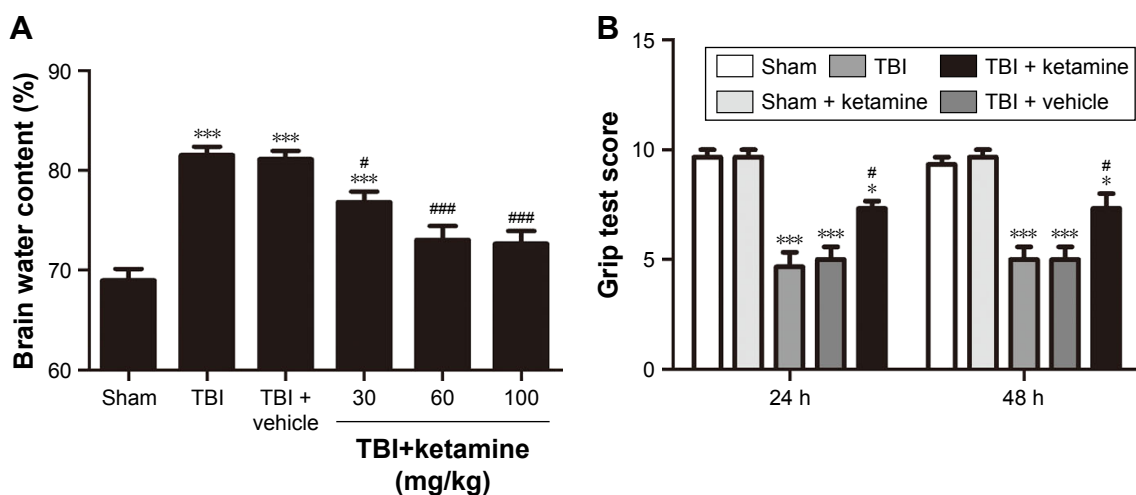 A
Brain water content (%)
90
80
70
60
***
***
#
***
###
###
Sham
TBI
TBI +
vehicle
30
60
100
TBI+ketamine
(mg/kg)
B
Grip test score
15
10
5
0
Sham
TBI
TBI + ketamine
Sham + ketamine
TBI + vehicle
***
***
#
*
***
***
#
*
24 h
48 h